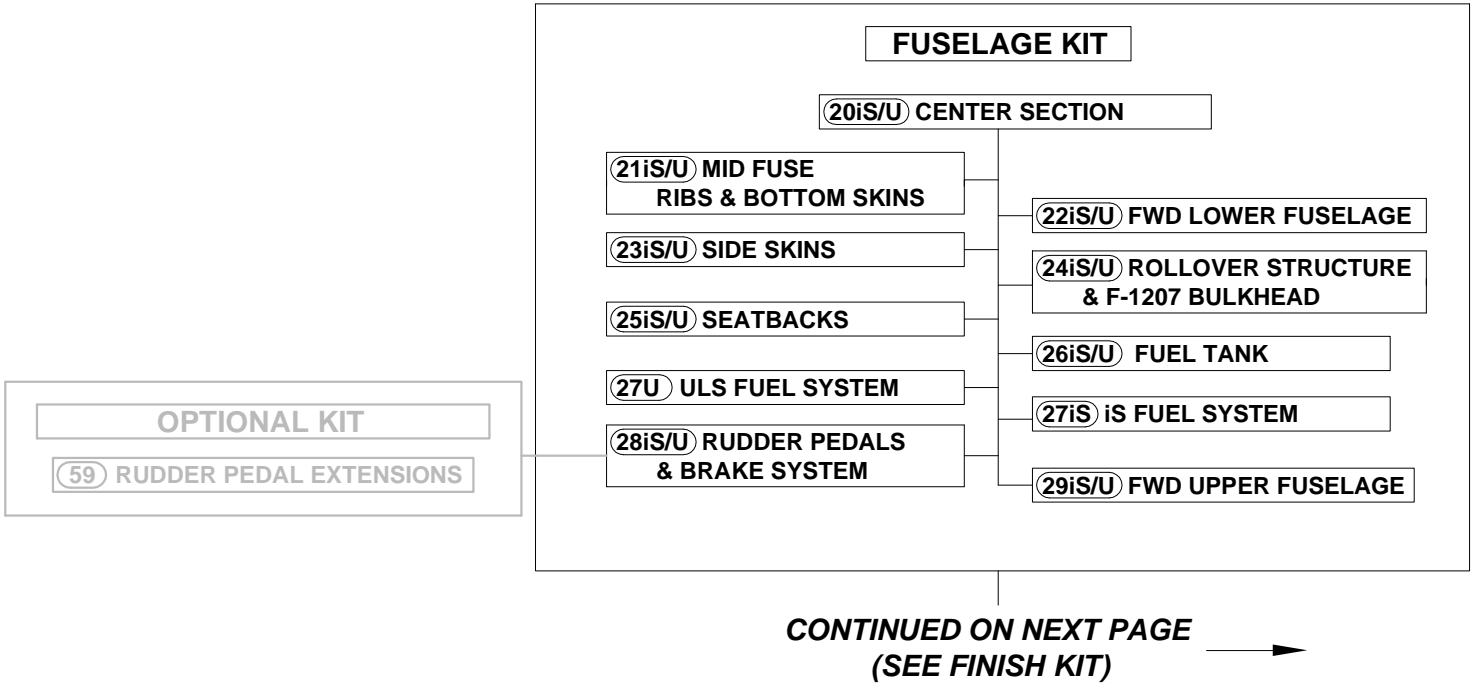 FUSELAGE KIT
20iS/U CENTER SECTION
21iS/U MID FUSE
RIBS & BOTTOM SKINS
22iS/U FWD LOWER FUSELAGE
23iS/U SIDE SKINS
24iS/U ROLLOVER STRUCTURE
& F-1207 BULKHEAD
25iS/U SEATBACKS
26iS/U FUEL TANK
27U ULS FUEL SYSTEM
27iS iS FUEL SYSTEM
28iS/U RUDDER PEDALS
& BRAKE SYSTEM
29iS/U FWD UPPER FUSELAGE
OPTIONAL KIT
59 RUDDER PEDAL EXTENSIONS
CONTINUED ON NEXT PAGE
(SEE FINISH KIT)